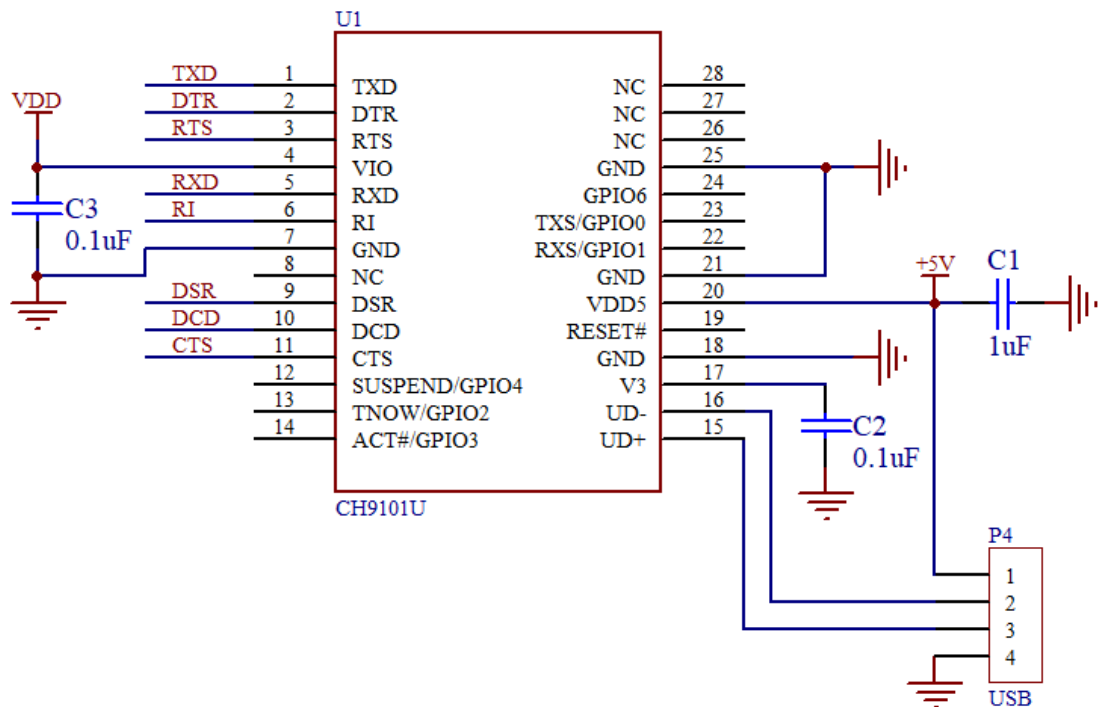 U1
TXD 1 TXD
DTR 2 DTR
RTS 3 RTS
VDD
4 VIO
RXD 5 RXD
RI 6 RI
C3
0.1uF
7 GND
8 NC
DSR 9 DSR
DCD 10 DCD
CTS 11 CTS
12 SUSPEND/GPIO4
13 TNOW/GPIO2
14 ACT#/GPIO3
NC 28
NC 27
NC 26
GND 25
GPIO6 24
TXS/GPIO0 23
RXS/GPIO1 22
GND 21
VDD5 20
RESET# 19
GND 18
V3 17
UD- 16
UD+ 15
CH9101U
+5V
C1
1uF
C2
0.1uF
P4
1
2
3
4
USB